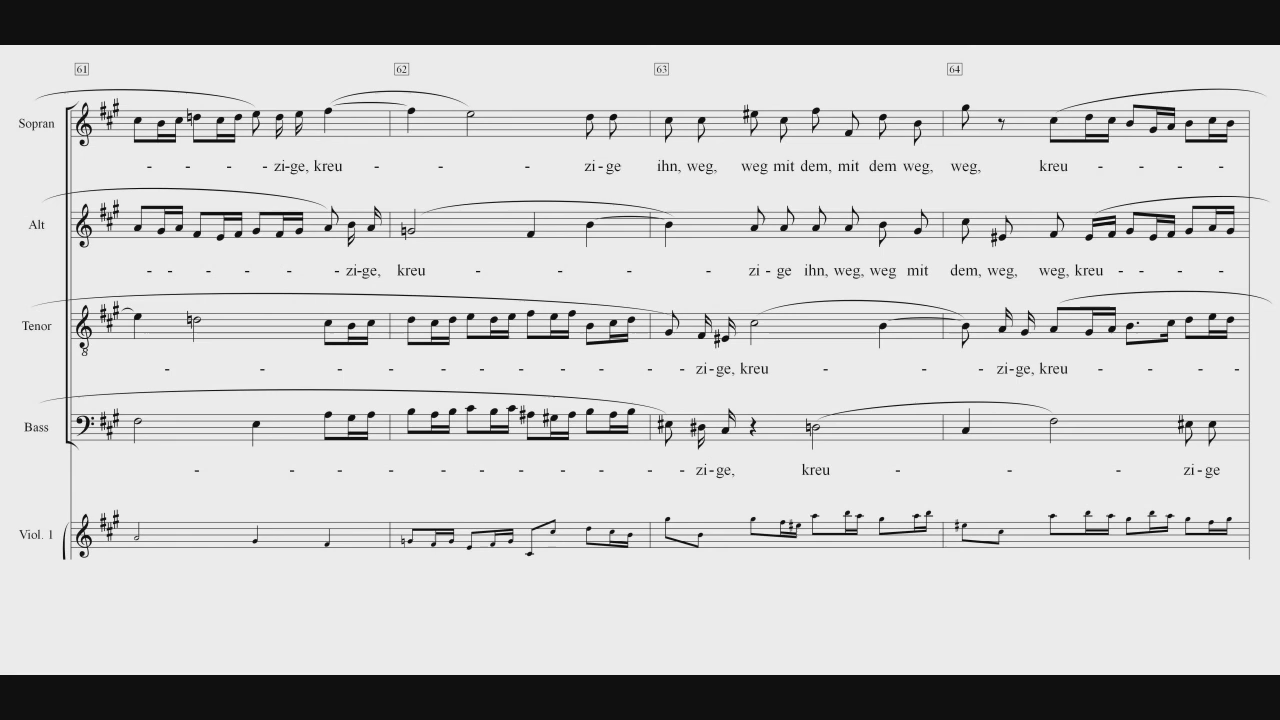 61 62 63 64
Sopran
- - - - zi-ge, kreu - - - zi - ge ihn, weg, weg mit dem, mit dem weg, weg, kreu - - - -
Alt
- - - - - - zi-ge, kreu - - - - zi - ge ihn, weg, weg mit dem, weg, weg, kreu - - - -
Tenor
8
- - - - - - - - - - - zi-ge, kreu - - - zi-ge, kreu - - - -
Bass
- - - - - - - - - - zi-ge, kreu - - - zi-ge
Viol. 1